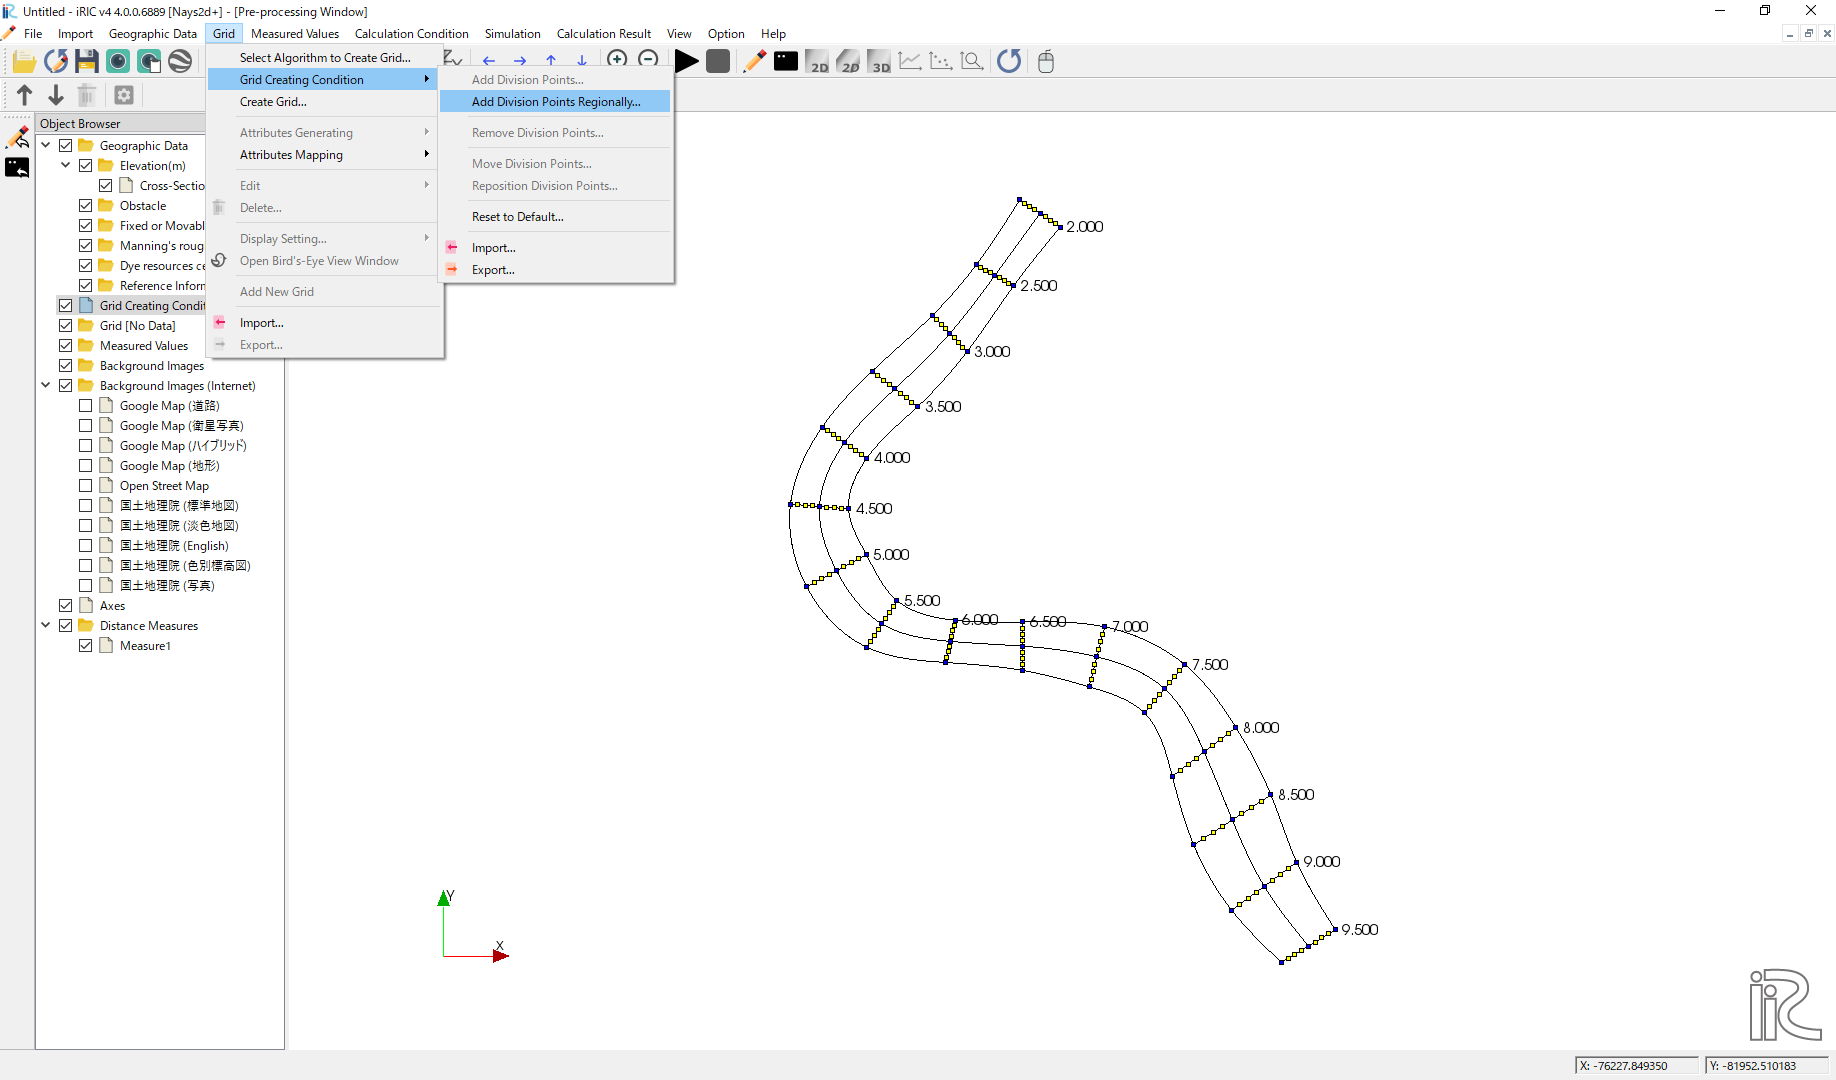 Untitled - iRIC v4 4.0.0.6889 [Nays2d+] - [Pre-processing Window]
File Import Geographic Data Grid Measured Values Calculation Condition Simulation Calculation Result View Option Help
2D 2D 3D
Select Algorithm to Create Grid...
Grid Creating Condition
Create Grid...
Attributes Generating
Attributes Mapping
Edit
Delete...
Display Setting...
Open Bird's-Eye View Window
Add New Grid
Import...
Export...
Add Division Points...
Add Division Points Regionally...
Remove Division Points...
Move Division Points...
Reposition Division Points...
Reset to Default...
Import...
Export...
Object Browser
Geographic Data
Elevation(m)
Cross-Sectio
Obstacle
Fixed or Movabl
Manning's roug
Dye resources ce
Reference Inforn
Grid Creating Condit
Grid [No Data]
Measured Values
Background Images
Background Images (Internet)
Google Map (道路)
Google Map (衛星写真)
Google Map (ハイブリッド)
Google Map (地形)
Open Street Map
国土地理院 (標準地図)
国土地理院 (淡色地図)
国土地理院 (English)
国土地理院 (色別標高図)
国土地理院 (写真)
Axes
Distance Measures
Measure1
2.000
2.500
3.000
3.500
4.000
4.500
5.000
5.500
6.000
6.500
7.000
7.500
8.000
8.500
9.000
9.500
Y
X
iRIC
X: -76227.849350
Y: -81952.510183